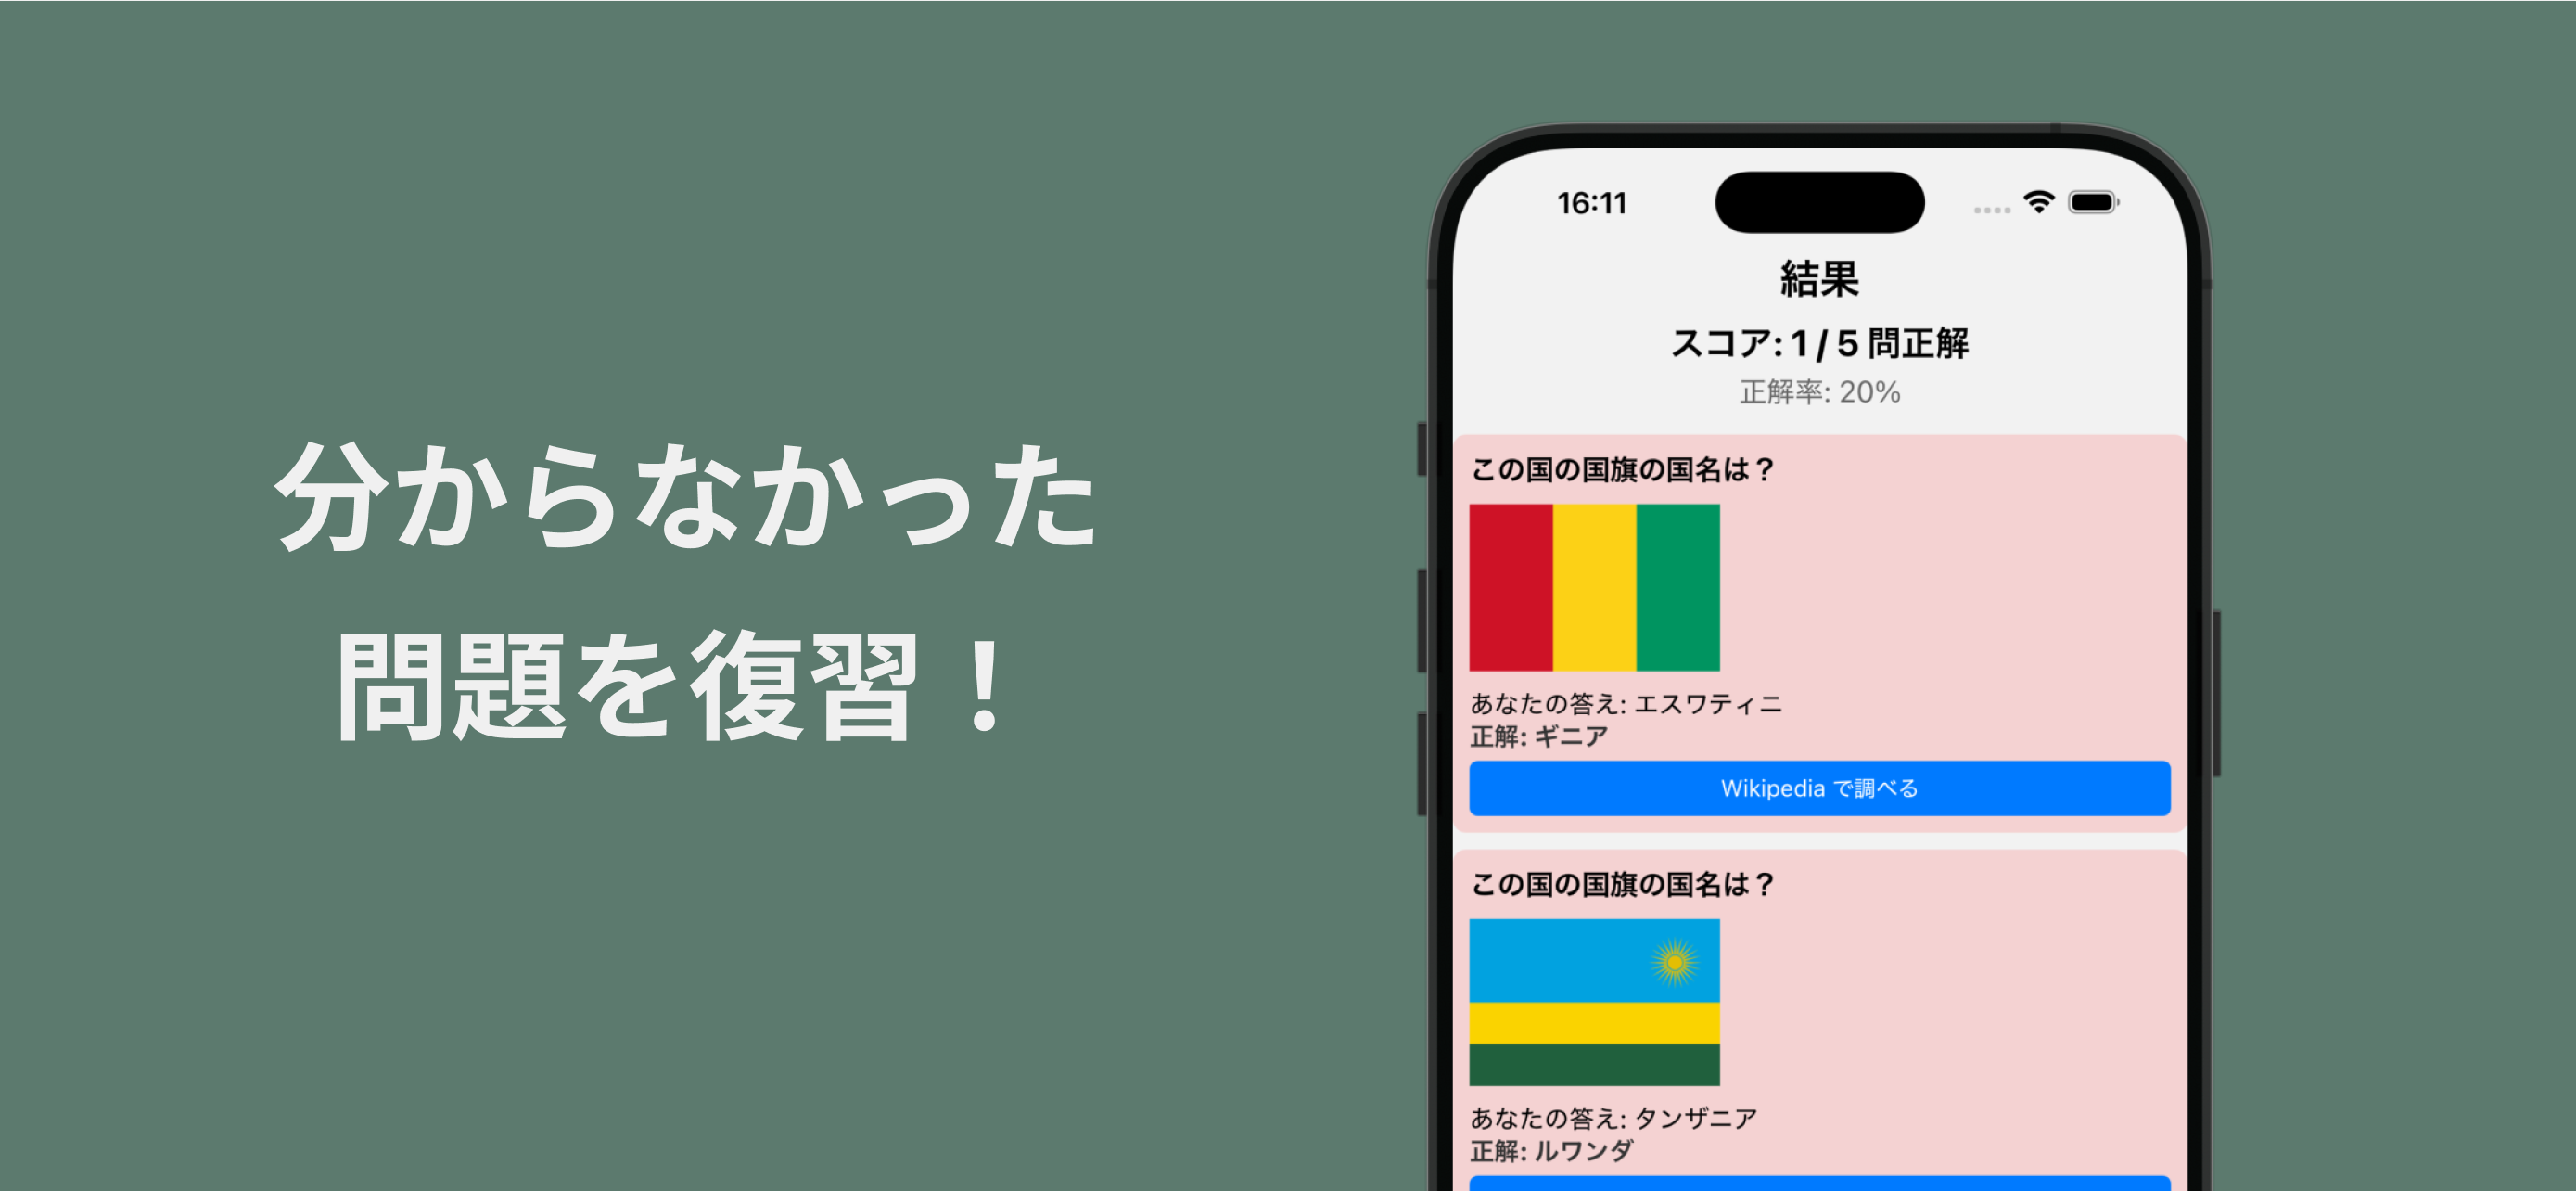 分からなかった
問題を復習！
16:11
結果
スコア: 1 / 5 問正解
正解率: 20%
この国の国旗の国名は？
あなたの答え: エスワティニ
正解: ギニア
Wikipedia で調べる
この国の国旗の国名は？
あなたの答え: タンザニア
正解: ルワンダ